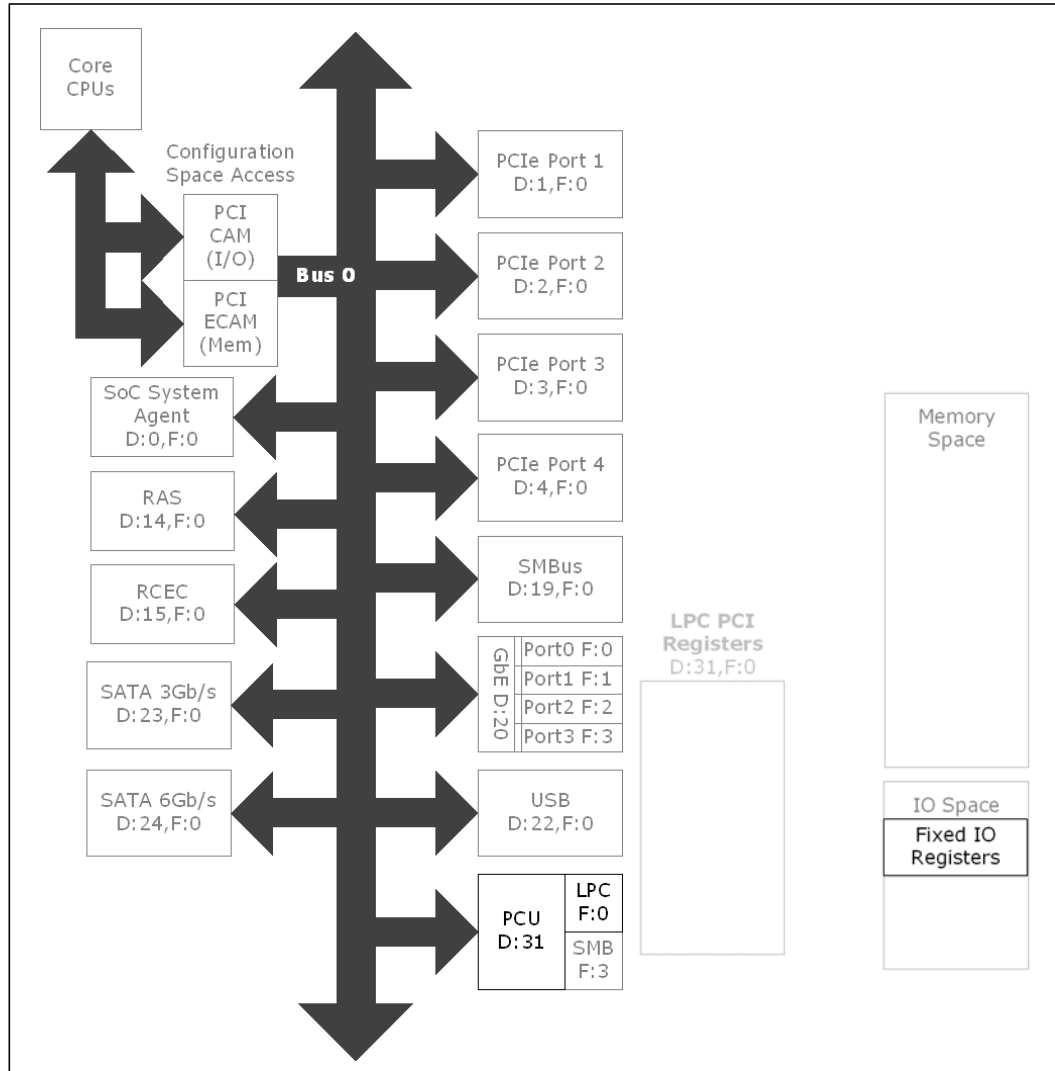 Core
CPUs
Configuration
Space Access
PCI
CAM
(I/O)
PCI
ECAM
(Mem)
Bus 0
SoC System
Agent
D:0,F:0
RAS
D:14,F:0
RCEC
D:15,F:0
SATA 3Gb/s
D:23,F:0
SATA 6Gb/s
D:24,F:0
PCIe Port 1
D:1,F:0
PCIe Port 2
D:2,F:0
PCIe Port 3
D:3,F:0
PCIe Port 4
D:4,F:0
SMBus
D:19,F:0
GbE D:20
Port0 F:0
Port1 F:1
Port2 F:2
Port3 F:3
USB
D:22,F:0
PCU
D:31
LPC
F:0
SMB
F:3
LPC PCI
Registers
D:31,F:0
Memory
Space
IO Space
Fixed IO
Registers